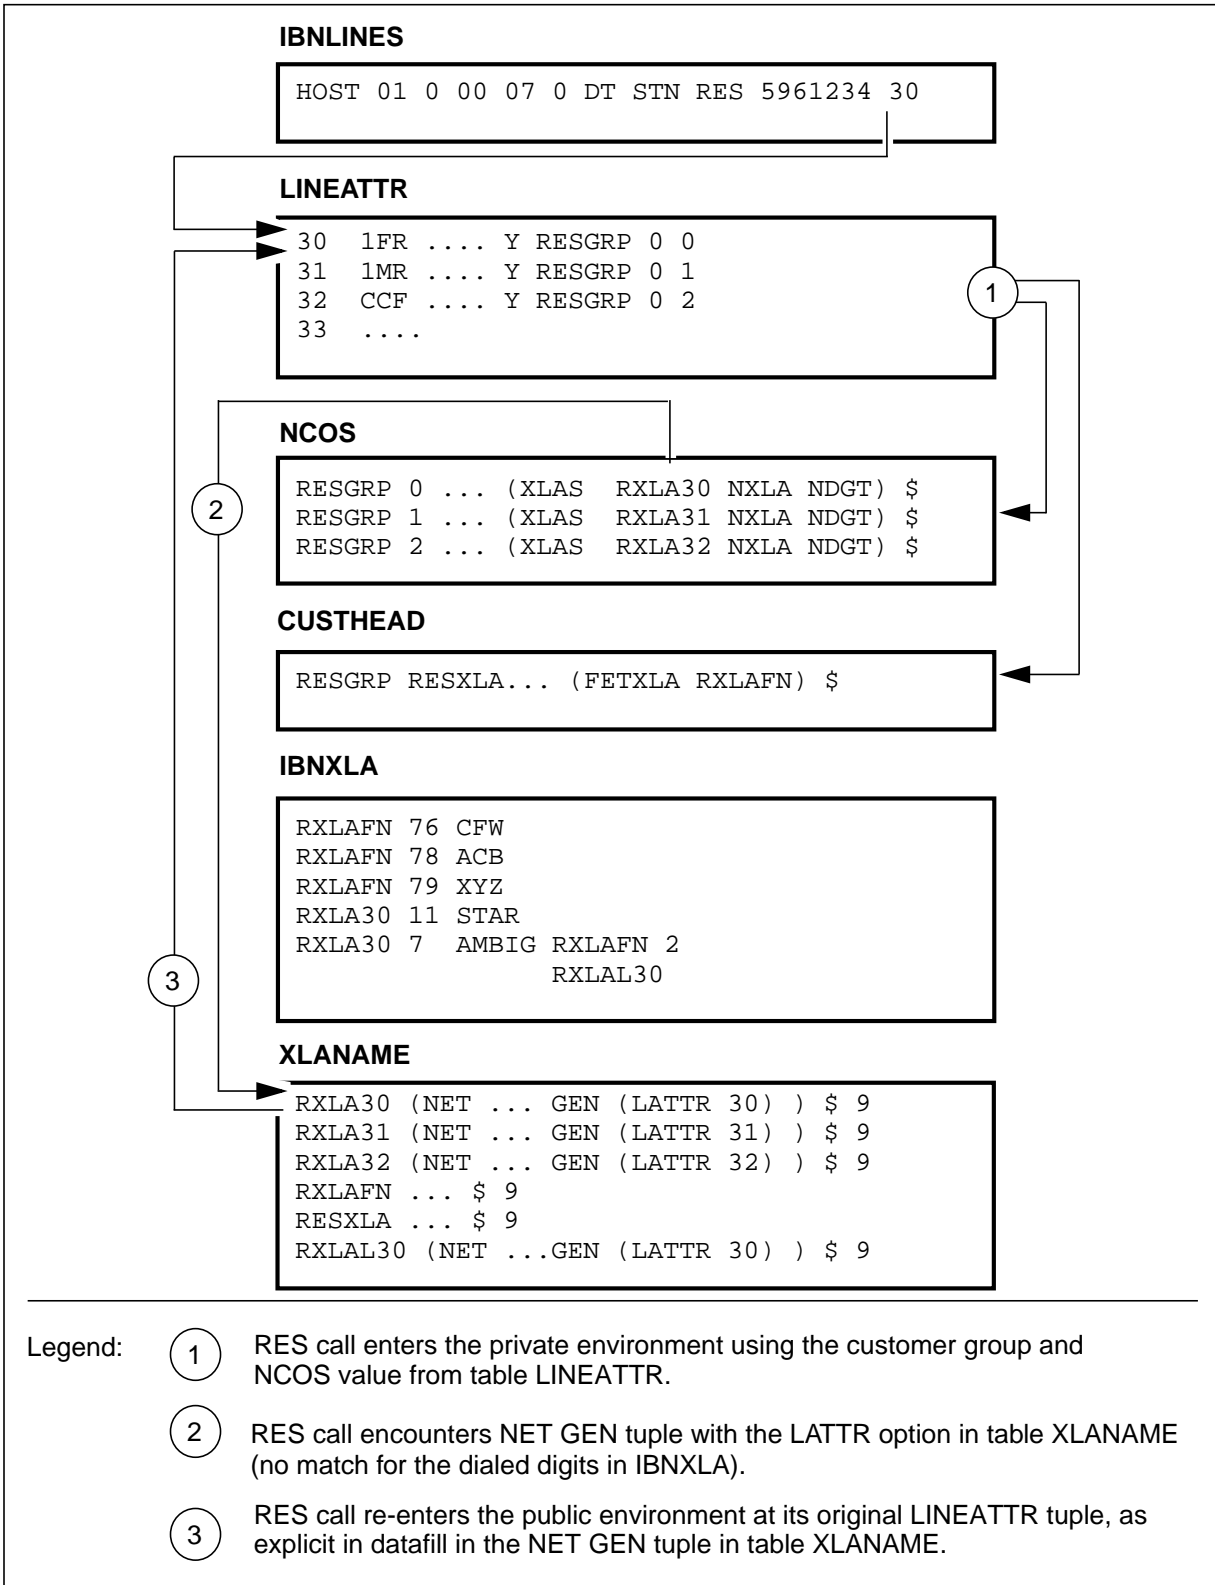 IBNLINES
HOST 01 0 00 07 0 DT STN RES 5961234 30
LINEATTR
30 1FR .... Y RESGRP 0 0
31 1MR .... Y RESGRP 0 1
32 CCF .... Y RESGRP 0 2
33 ....
1
NCOS
RESGRP 0 ... (XLAS RXLA30 NXLA NDGT) $
RESGRP 1 ... (XLAS RXLA31 NXLA NDGT) $
RESGRP 2 ... (XLAS RXLA32 NXLA NDGT) $
2
CUSTHEAD
RESGRP RESXLA... (FETXLA RXLAFN) $
IBNXLA
RXLAFN 76 CFW
RXLAFN 78 ACB
RXLAFN 79 XYZ
RXLA30 11 STAR
RXLA30 7 AMBIG RXLAFN 2
RXLAL30
3
XLANAME
RXLA30 (NET ... GEN (LATTR 30) ) $ 9
RXLA31 (NET ... GEN (LATTR 31) ) $ 9
RXLA32 (NET ... GEN (LATTR 32) ) $ 9
RXLAFN ... $ 9
RESXLA ... $ 9
RXLAL30 (NET ...GEN (LATTR 30) ) $ 9
Legend:
1 RES call enters the private environment using the customer group and
NCOS value from table LINEATTR.
2 RES call encounters NET GEN tuple with the LATTR option in table XLANAME
(no match for the dialed digits in IBNXLA).
3 RES call re-enters the public environment at its original LINEATTR tuple, as
explicit in datafill in the NET GEN tuple in table XLANAME.